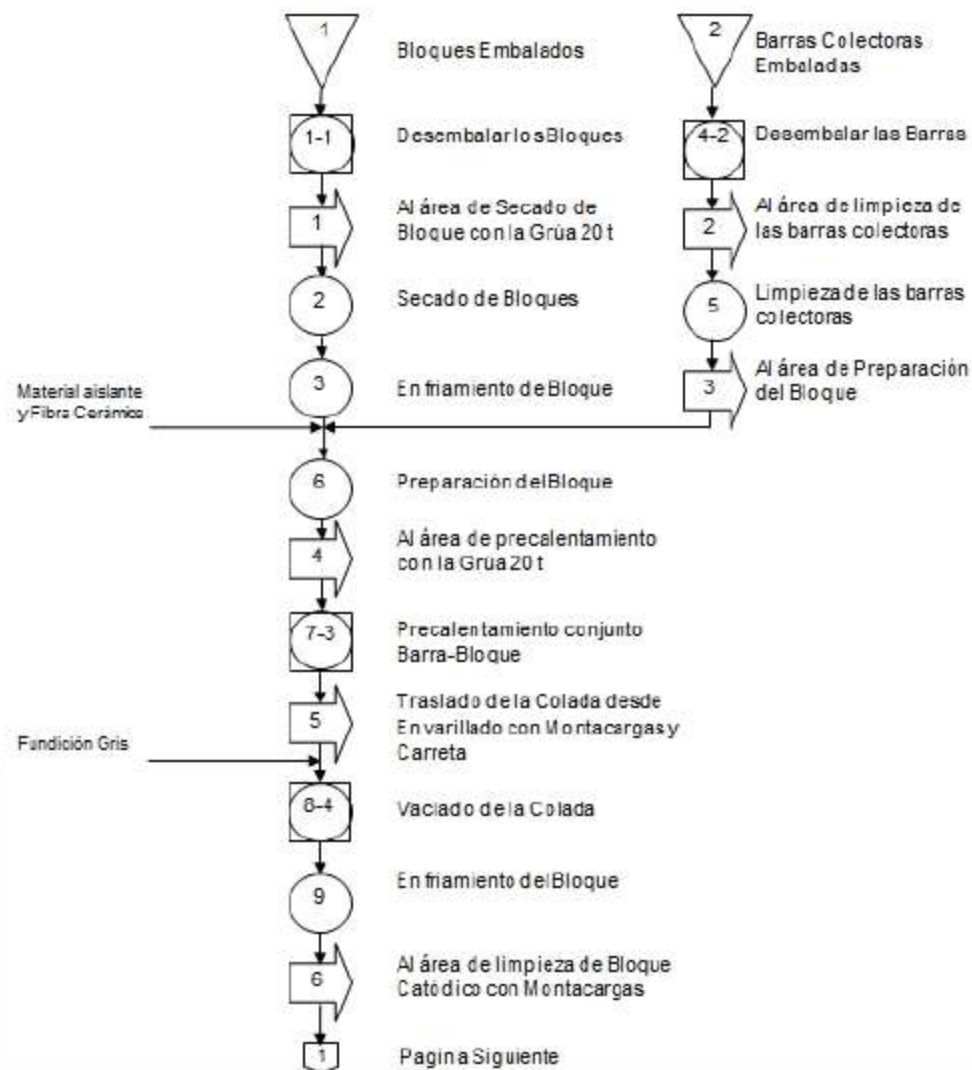 1
Bloques Embalados
2
Barras Colectoras
Embaladas
1-1
Desembalar los Bloques
4-2
Desembalar las Barras
1
Al área de Secado de
Bloque con la Grúa 20 t
2
Al área de limpieza de
las barras colectoras
2
Secado de Bloques
5
Limpieza de las barras
colectoras
3
Enfriamiento de Bloque
3
Al área de Preparación
del Bloque
Material aislante
y Fibra Cerámica
6
Preparación del Bloque
4
Al área de precalentamiento
con la Grúa 20 t
7-3
Precalentamiento conjunto
Barra-Bloque
5
Traslado de la Colada desde
Envarillado con Montacargas y
Carreta
Fundición Gris
8-4
Vaciado de la Colada
9
Enfriamiento del Bloque
6
Al área de limpieza de Bloque
Catódico con Montacargas
1
Pagina Siguiente